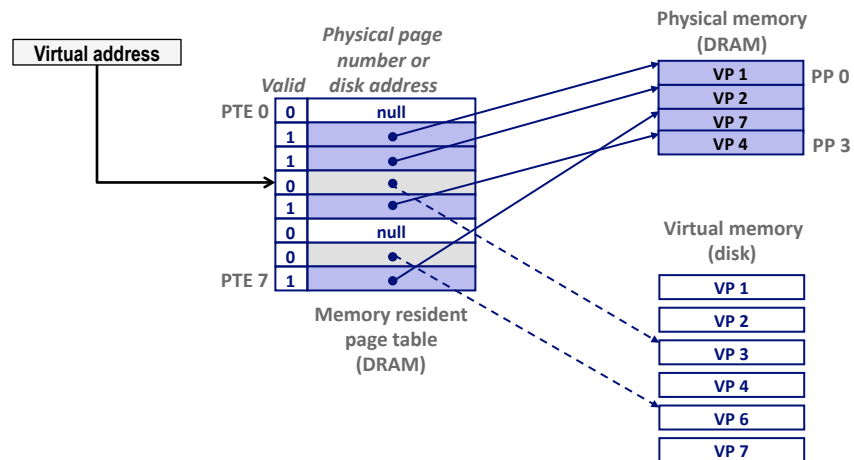 Virtual address
Physical page
number or
disk address
Valid
PTE 0
0
null
1
1
0
1
0
null
0
PTE 7
1
Memory resident
page table
(DRAM)
Physical memory
(DRAM)
VP 1
PP 0
VP 2
VP 7
VP 4
PP 3
Virtual memory
(disk)
VP 1
VP 2
VP 3
VP 4
VP 6
VP 7